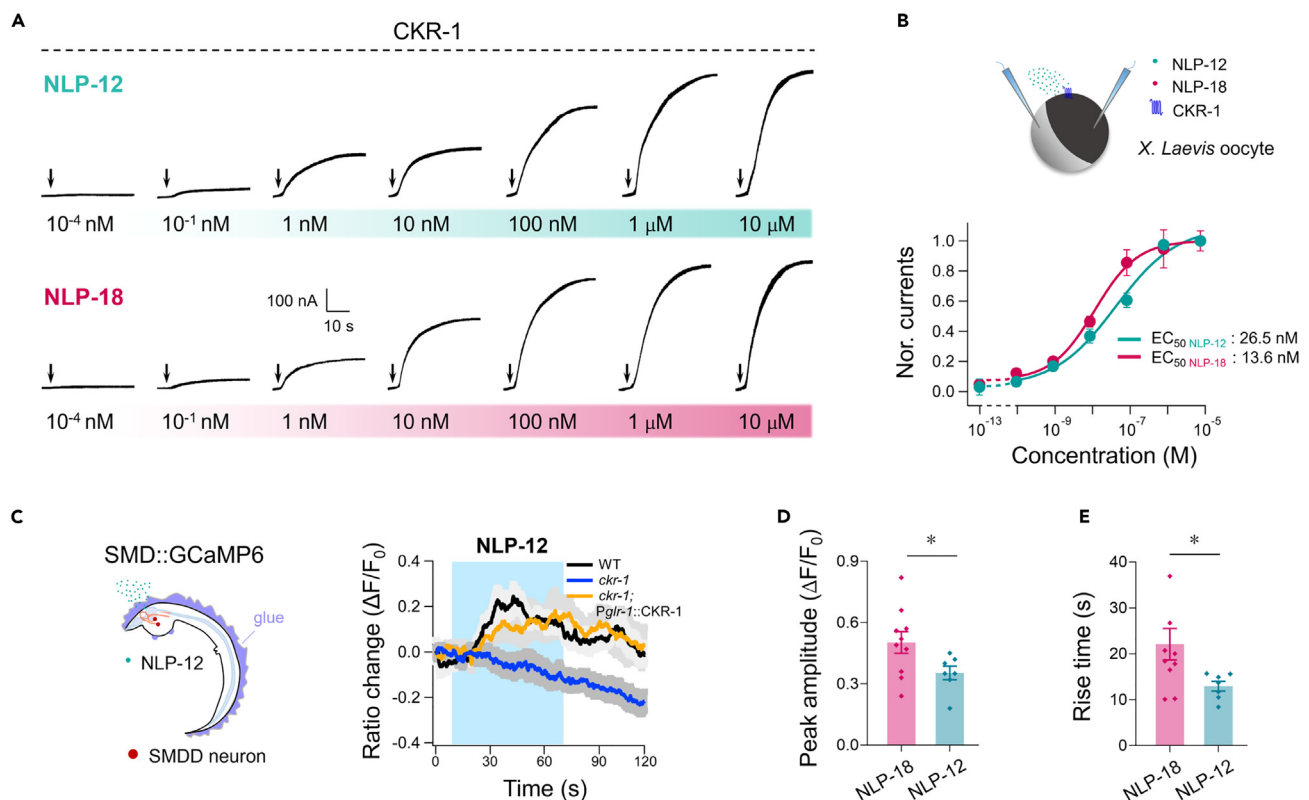 A
CKR-1
NLP-12
10⁻⁴ nM 10⁻¹ nM 1 nM 10 nM 100 nM 1 μM 10 μM
NLP-18
100 nA
10 s
10⁻⁴ nM 10⁻¹ nM 1 nM 10 nM 100 nM 1 μM 10 μM
B
NLP-12
NLP-18
CKR-1
X. Laevis oocyte
Nor. currents
1.0
0.8
0.6
0.4
0.2
0.0
EC₅₀ NLP-12 : 26.5 nM
EC₅₀ NLP-18 : 13.6 nM
10⁻¹³ 10⁻⁹ 10⁻⁷ 10⁻⁵
Concentration (M)
C
SMD::GCaMP6
glue
NLP-12
SMDD neuron
NLP-12
Ratio change (ΔF/F₀)
0.4
0.2
0.0
-0.2
-0.4
WT
ckr-1
ckr-1;
Pglr-1::CKR-1
0 30 60 90 120
Time (s)
D
Peak amplitude (ΔF/F₀)
0.9
0.6
0.3
0.0
*
NLP-18 NLP-12
E
Rise time (s)
40
30
20
10
0
*
NLP-18 NLP-12